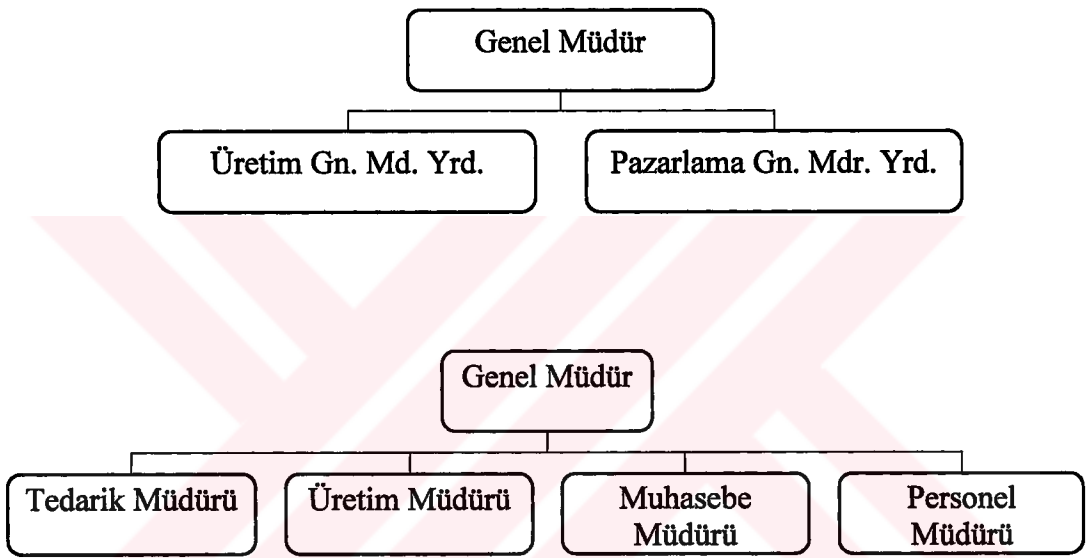 Genel Müdür
Üretim Gn. Md. Yrd.
Pazarlama Gn. Mdr. Yrd.
Genel Müdür
Tedarik Müdürü
Üretim Müdürü
Muhasebe
Müdürü
Personel
Müdürü